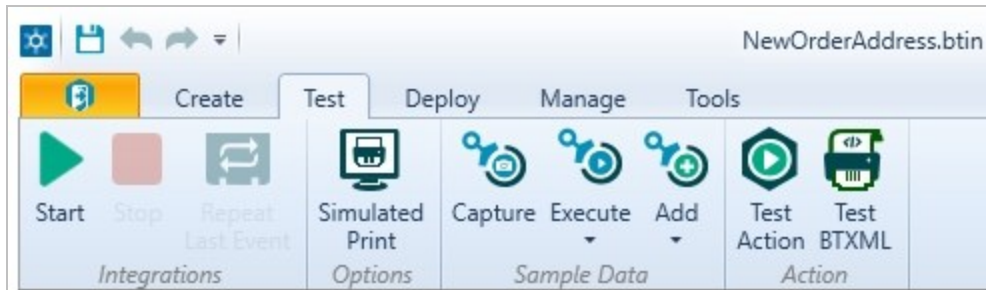 NewOrderAddress.btin
Create Test Deploy Manage Tools
Start Stop Repeat Simulated Capture Execute Add Test Test
Last Event Print Action BTXML
Integrations Options Sample Data Action